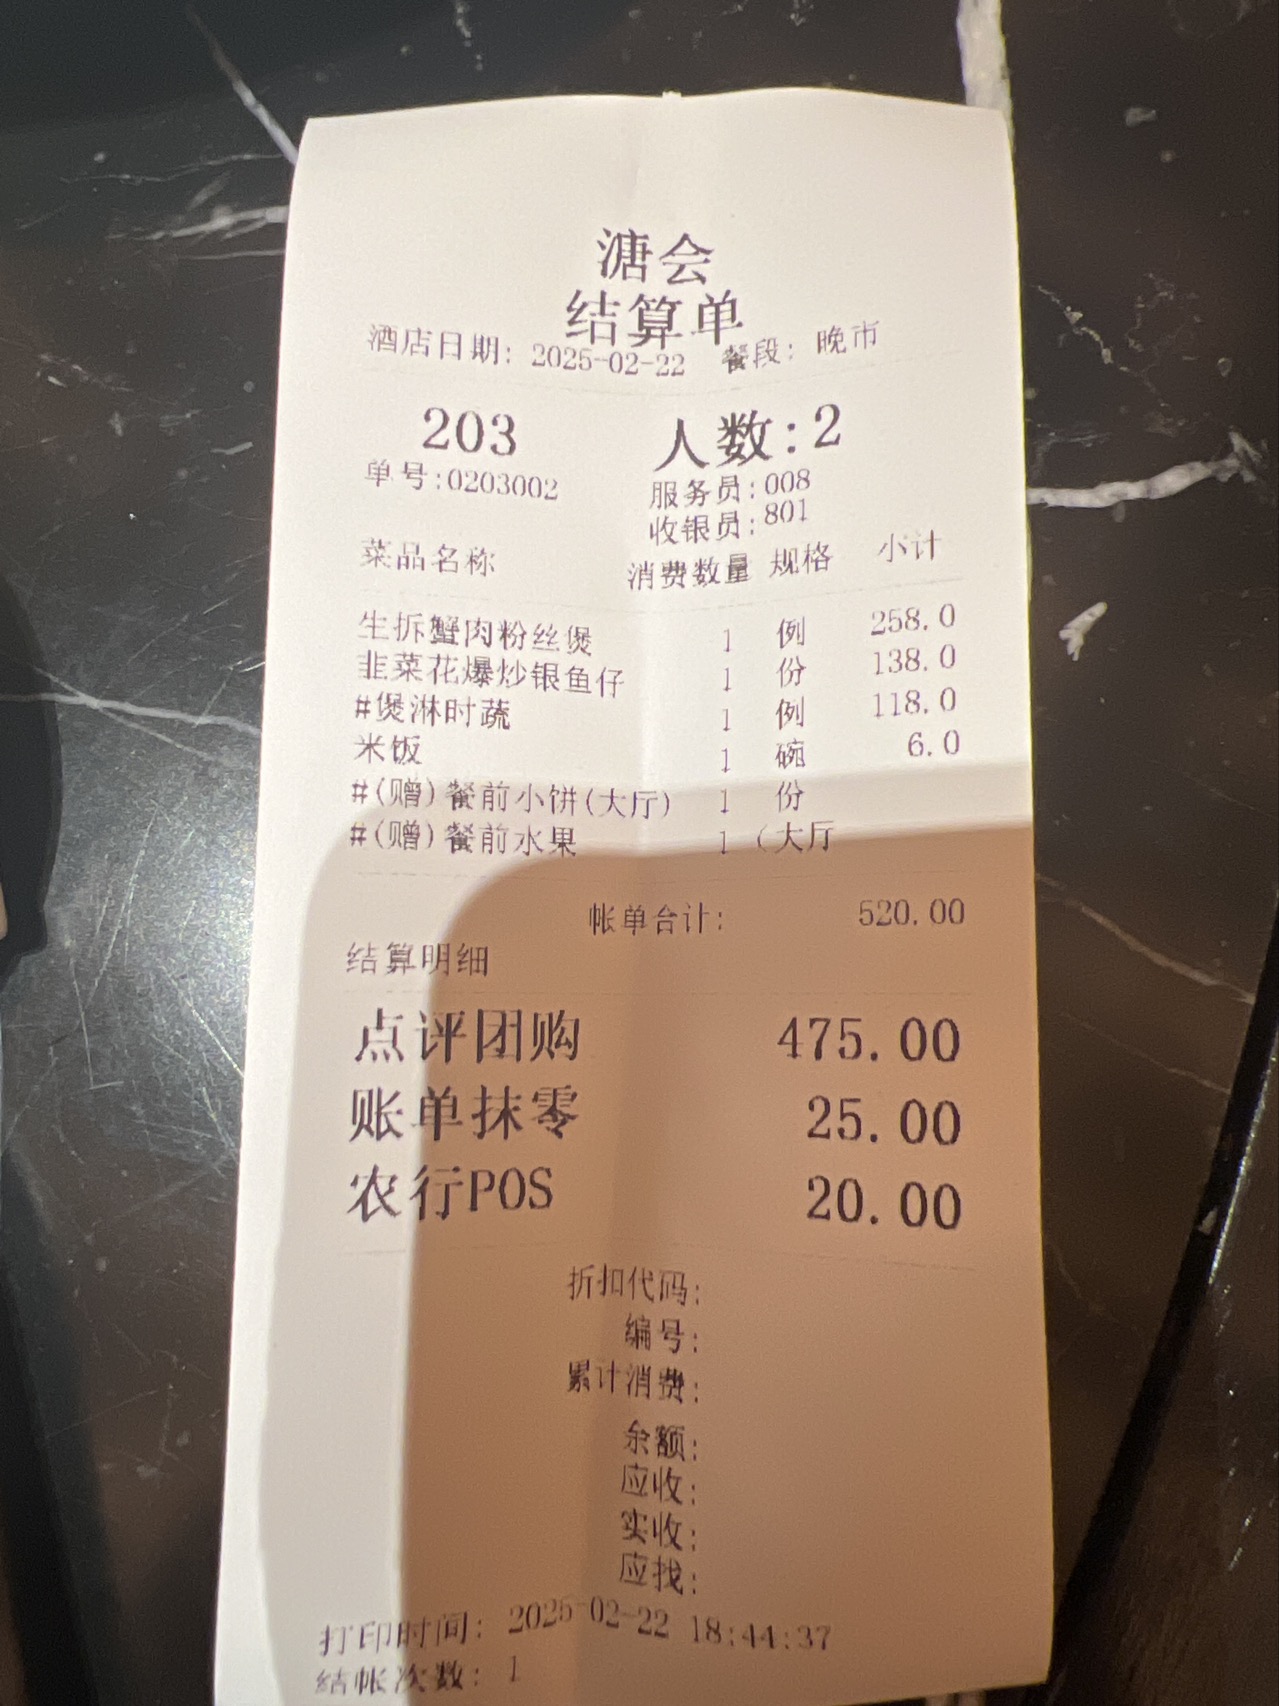 溏会
结算单
酒店日期: 2025-02-22 餐段: 晚市
203 人数:2
单号:0203002 服务员:008
收银员:801
菜品名称 消费数量 规格 小计
生拆蟹肉粉丝煲 1 例 258.0
韭菜花爆炒银鱼仔 1 份 138.0
#煲淋时蔬 1 例 118.0
米饭 1 碗 6.0
#(赠)餐前小饼(大厅) 1 份
#(赠)餐前水果 1 (大厅
帐单合计: 520.00
结算明细
点评团购 475.00
账单抹零 25.00
农行POS 20.00
折扣代码:
编号:
累计消费:
余额:
应收:
实收:
应找:
打印时间: 2025-02-22 18:44:37
结帐次数: 1